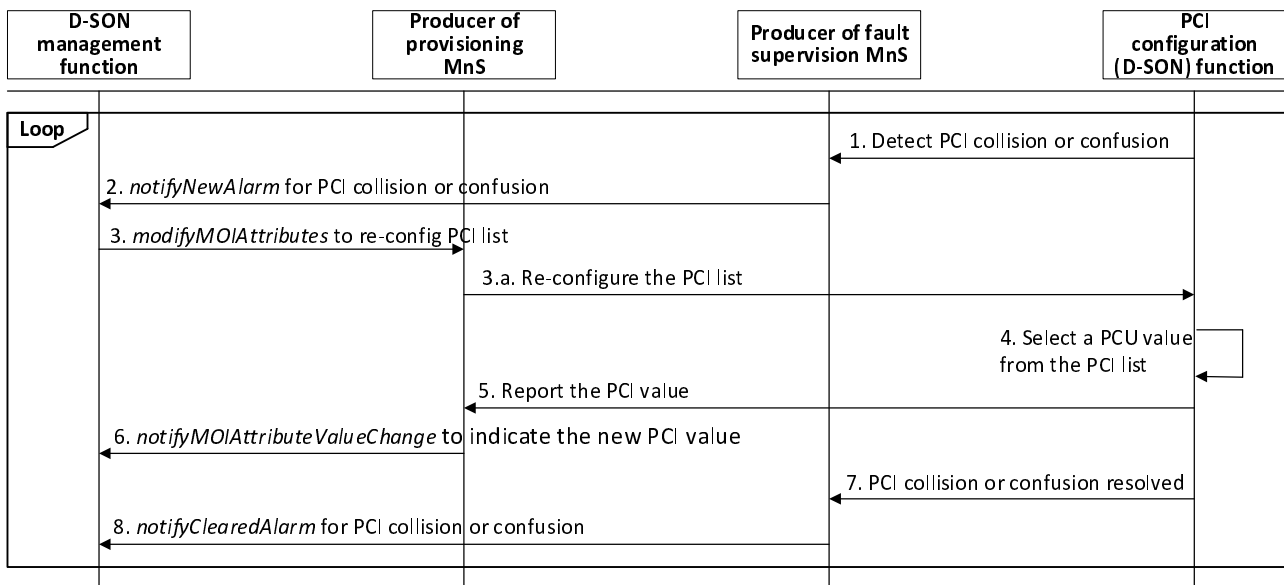 D-SON
management
function
Producer of
provisioning
MnS
Producer of fault
supervision MnS
PCI
configuration
(D-SON) function
Loop
1. Detect PCI collision or confusion
2. notifyNewAlarm for PCI collision or confusion
3. modifyMOIAttributes to re-config PCI list
3.a. Re-configure the PCI list
4. Select a PCU value
from the PCI list
5. Report the PCI value
6. notifyMOIAttributeValueChange to indicate the new PCI value
7. PCI collision or confusion resolved
8. notifyClearedAlarm for PCI collision or confusion